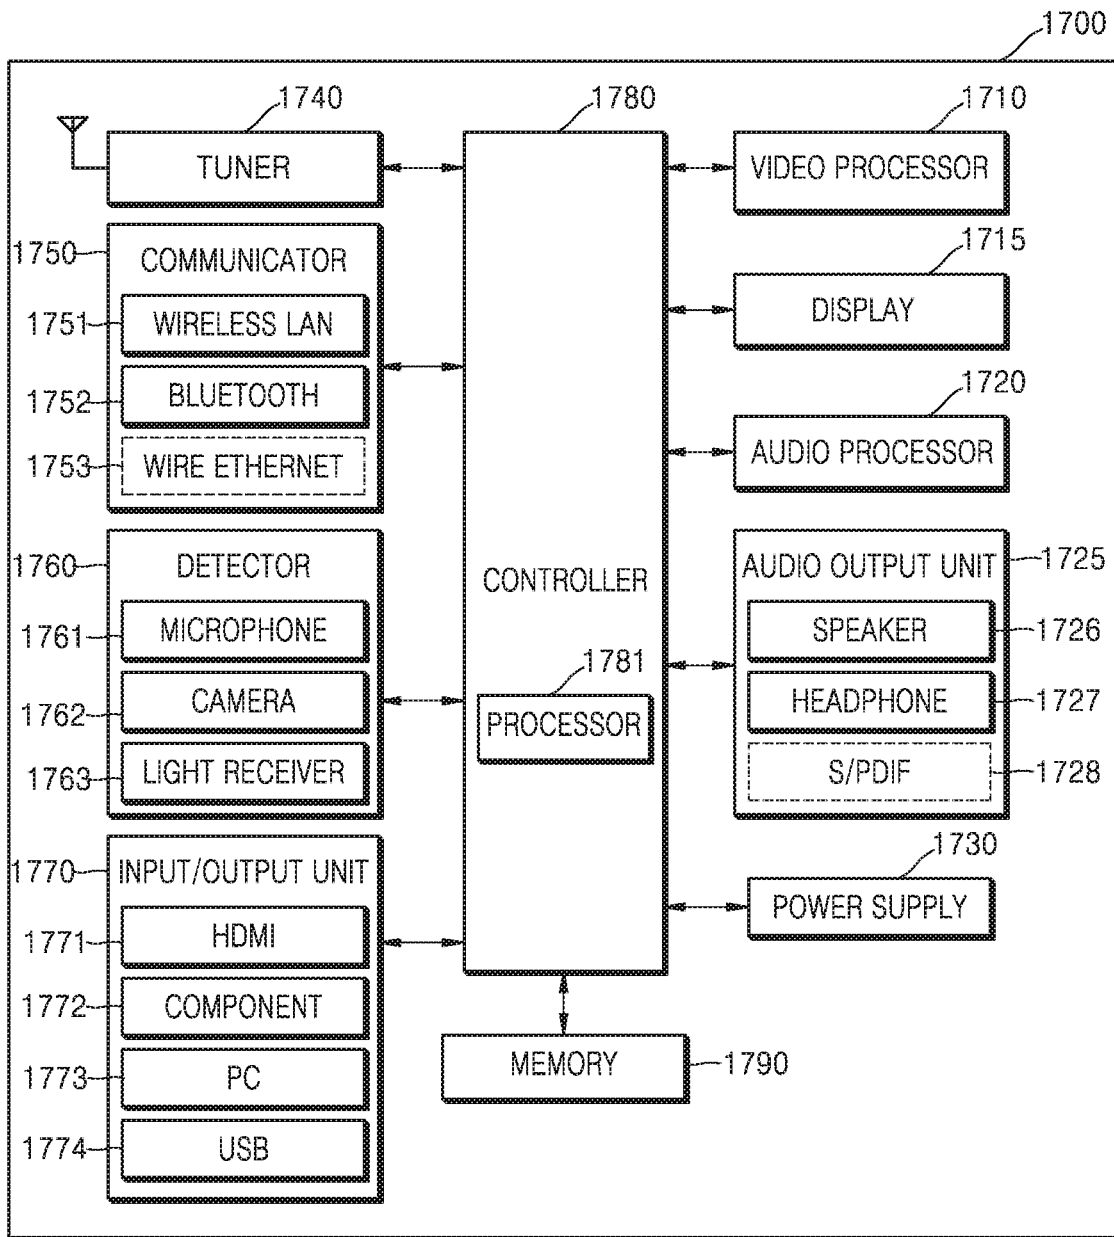 1700
1740
TUNER
1750
COMMUNICATOR
1751
WIRELESS LAN
1752
BLUETOOTH
1753
WIRE ETHERNET
1760
DETECTOR
1761
MICROPHONE
1762
CAMERA
1763
LIGHT RECEIVER
1770
INPUT/OUTPUT UNIT
1771
HDMI
1772
COMPONENT
1773
PC
1774
USB
1780
CONTROLLER
1781
PROCESSOR
MEMORY
1790
1710
VIDEO PROCESSOR
1715
DISPLAY
1720
AUDIO PROCESSOR
AUDIO OUTPUT UNIT
1725
SPEAKER
1726
HEADPHONE
1727
S/PDIF
1728
1730
POWER SUPPLY